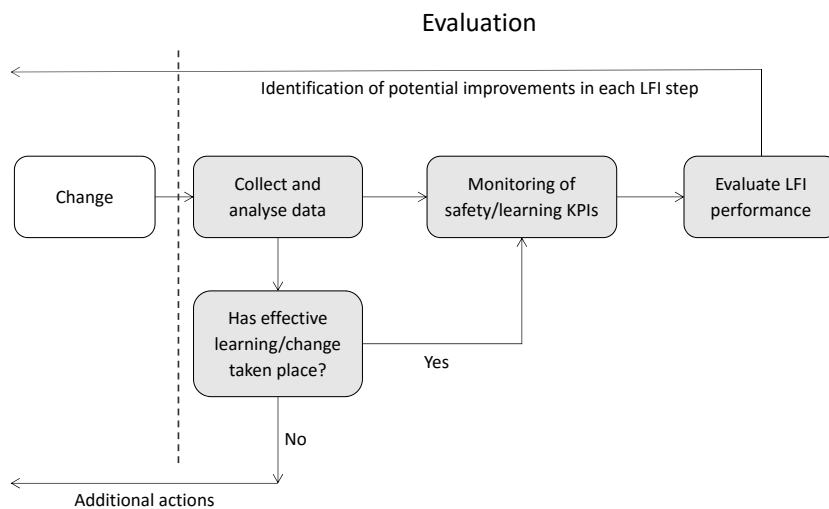 Evaluation
Identification of potential improvements in each LFI step
Change
Collect and
analyse data
Monitoring of
safety/learning KPIs
Evaluate LFI
performance
Has effective
learning/change
taken place?
Yes
No
Additional actions